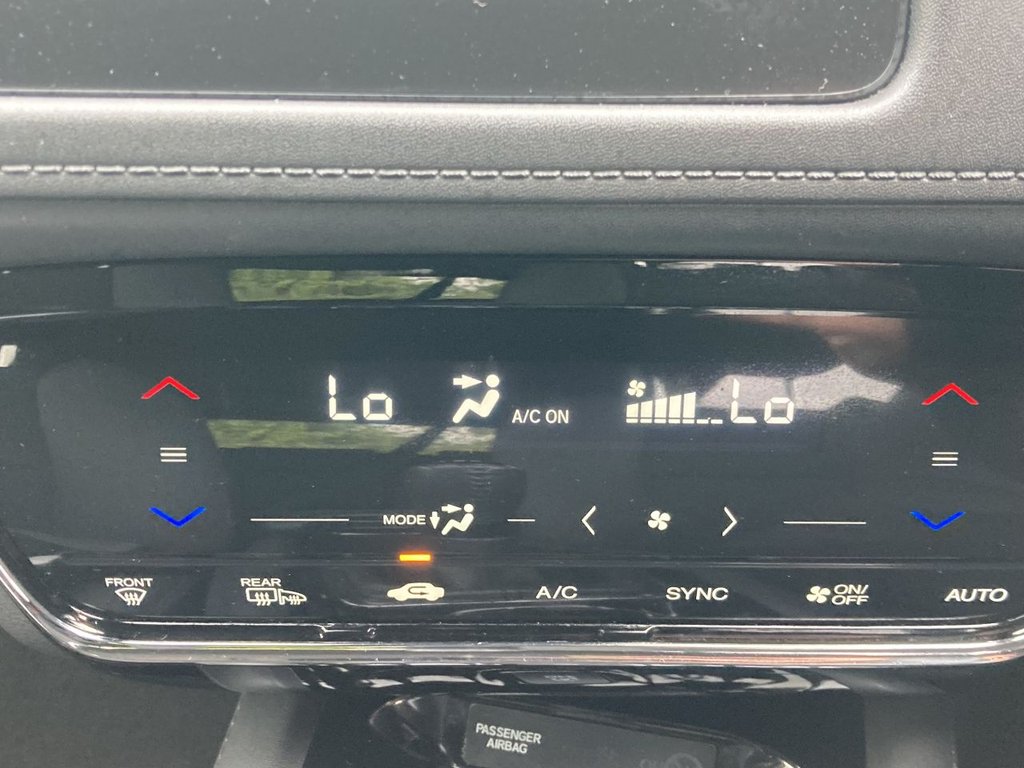 Lo A/C ON Lo
MODE
FRONT REAR A/C SYNC ON/
OFF AUTO
PASSENGER
AIRBAG